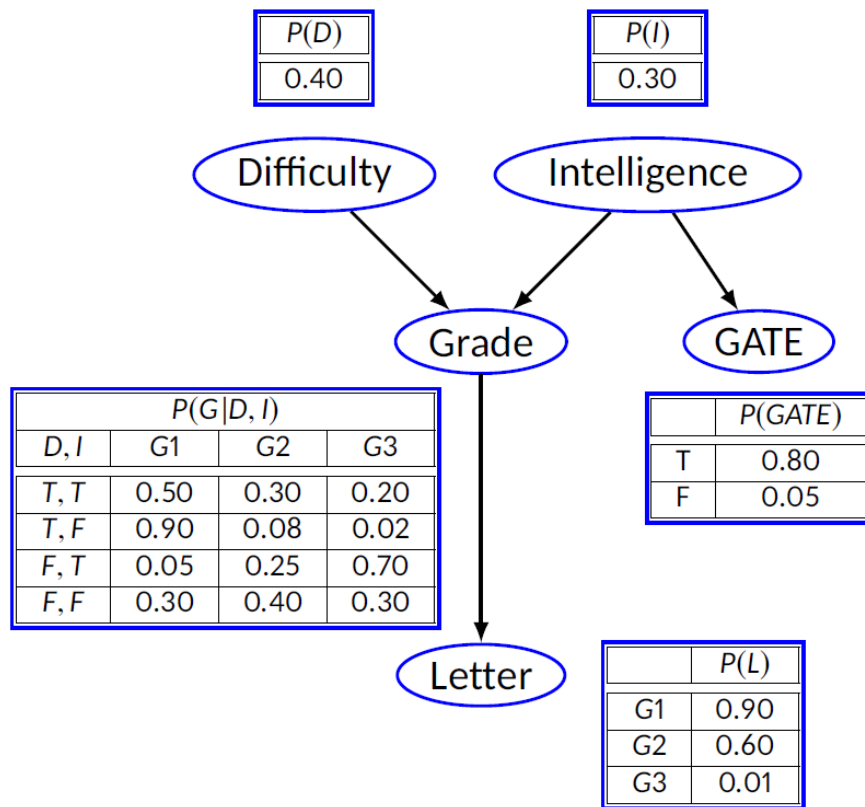 P(D) P(I)
0.40 0.30
Difficulty Intelligence
Grade GATE
P(G|D, I)
D, I G1 G2 G3
T, T 0.50 0.30 0.20
T, F 0.90 0.08 0.02
F, T 0.05 0.25 0.70
F, F 0.30 0.40 0.30
P(GATE)
T 0.80
F 0.05
Letter
P(L)
G1 0.90
G2 0.60
G3 0.01